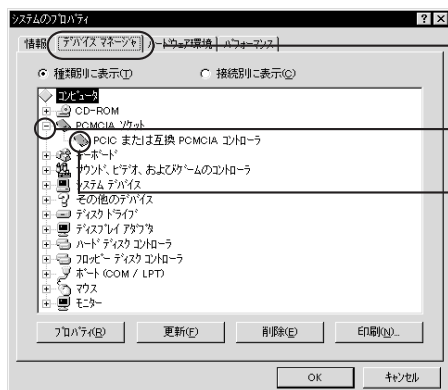 システムのプロパティ
情報 デバイス マネージャ ハードウェア環境 パフォーマンス
種類別に表示(T) 接続別に表示(C)
コンピュータ
CD-ROM
PCMCIA ソケット
PCIC または互換 PCMCIA コントローラ
キーボード
サウンド、ビデオ、およびゲームのコントローラ
システム デバイス
その他のデバイス
ディスク ドライブ
ディスプレイ アダプタ
ハード ディスク コントローラ
フロッピー ディスク コントローラ
ポート (COM / LPT)
マウス
モニター
プロパティ(R) 更新(F) 削除(E) 印刷(N)...
OK キャンセル